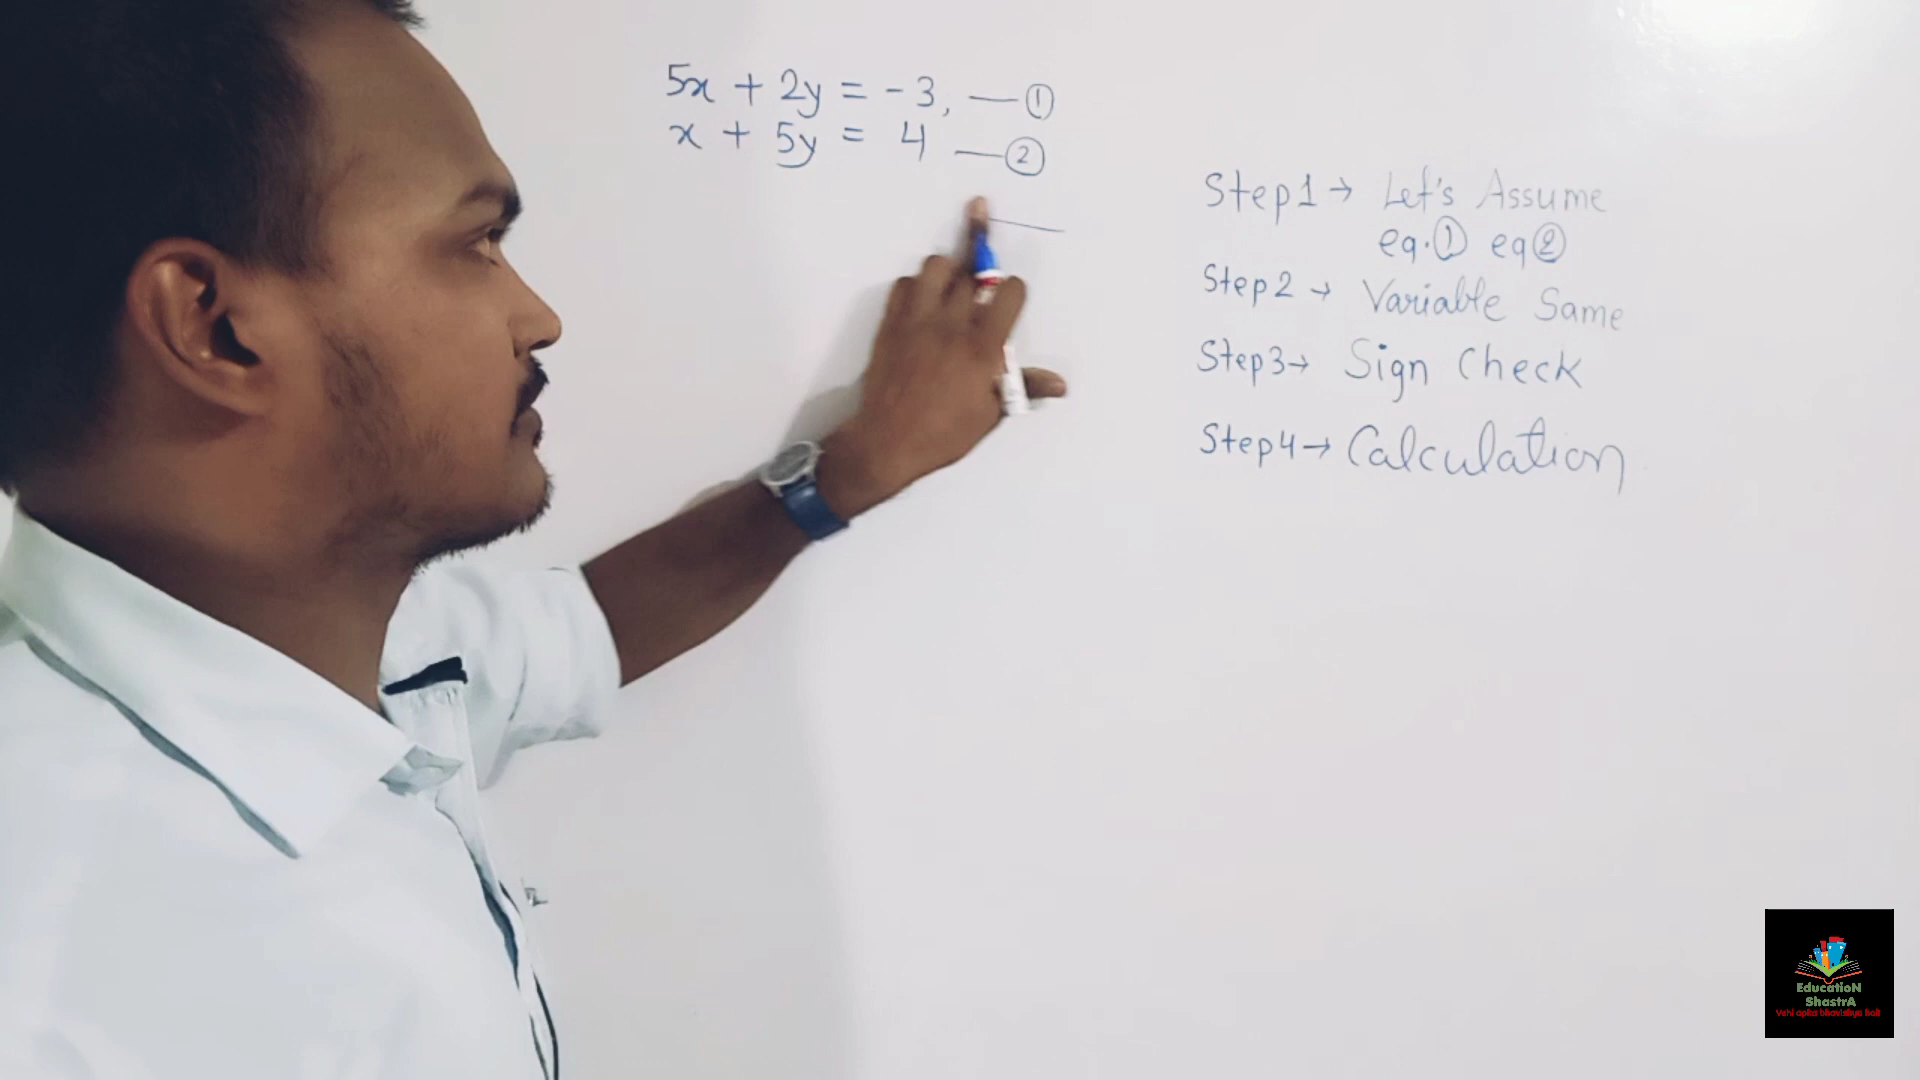 5x + 2y = -3, — ①
x + 5y = 4 — ②
Step1 → Let's Assume
eq.① eq②
Step2 → Variable Same
Step3 → Sign Check
Step4 → Calculation
EducatioN
ShastrA